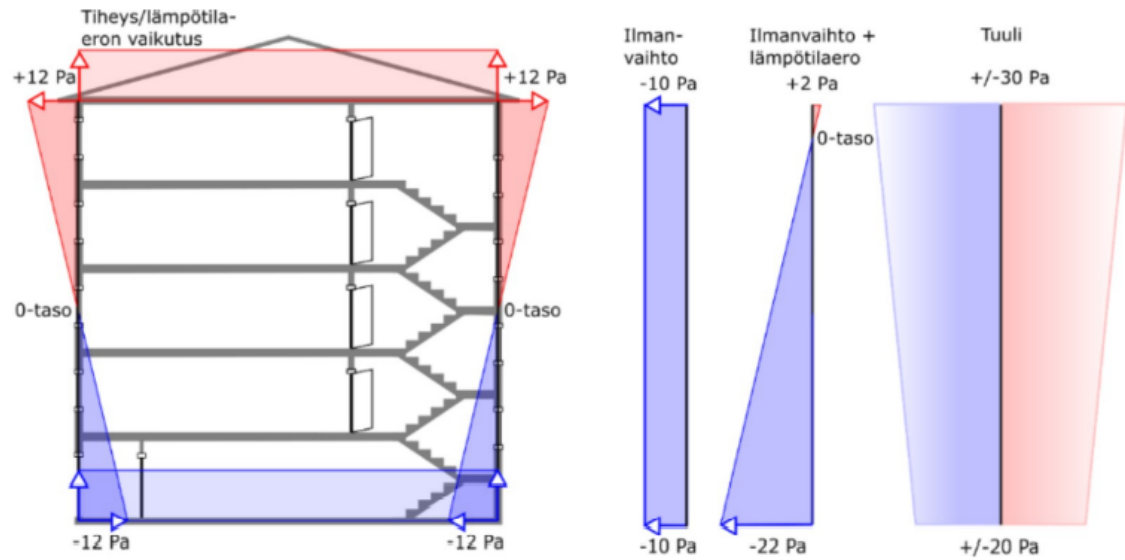 Tiheys/lämpötila-
eron vaikutus
+12 Pa
+12 Pa
0-taso
0-taso
-12 Pa
-12 Pa
Ilman-
vaihto
-10 Pa
-10 Pa
Ilmanvaihto +
lämpötilaero
+2 Pa
0-taso
-22 Pa
Tuuli
+/-30 Pa
+/-20 Pa